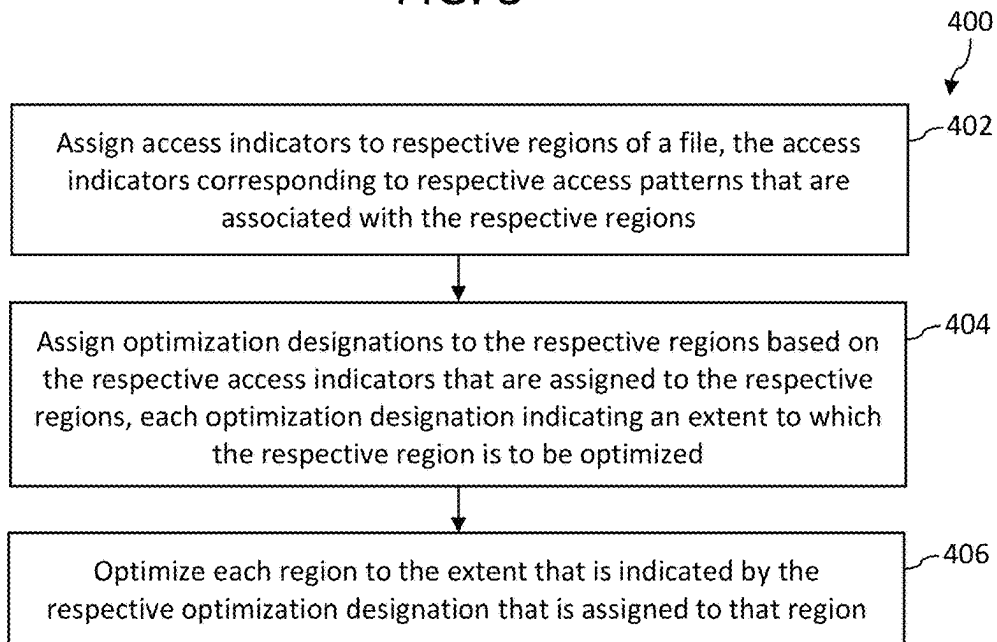 400
402
Assign access indicators to respective regions of a file, the access
indicators corresponding to respective access patterns that are
associated with the respective regions
404
Assign optimization designations to the respective regions based on
the respective access indicators that are assigned to the respective
regions, each optimization designation indicating an extent to which
the respective region is to be optimized
406
Optimize each region to the extent that is indicated by the
respective optimization designation that is assigned to that region